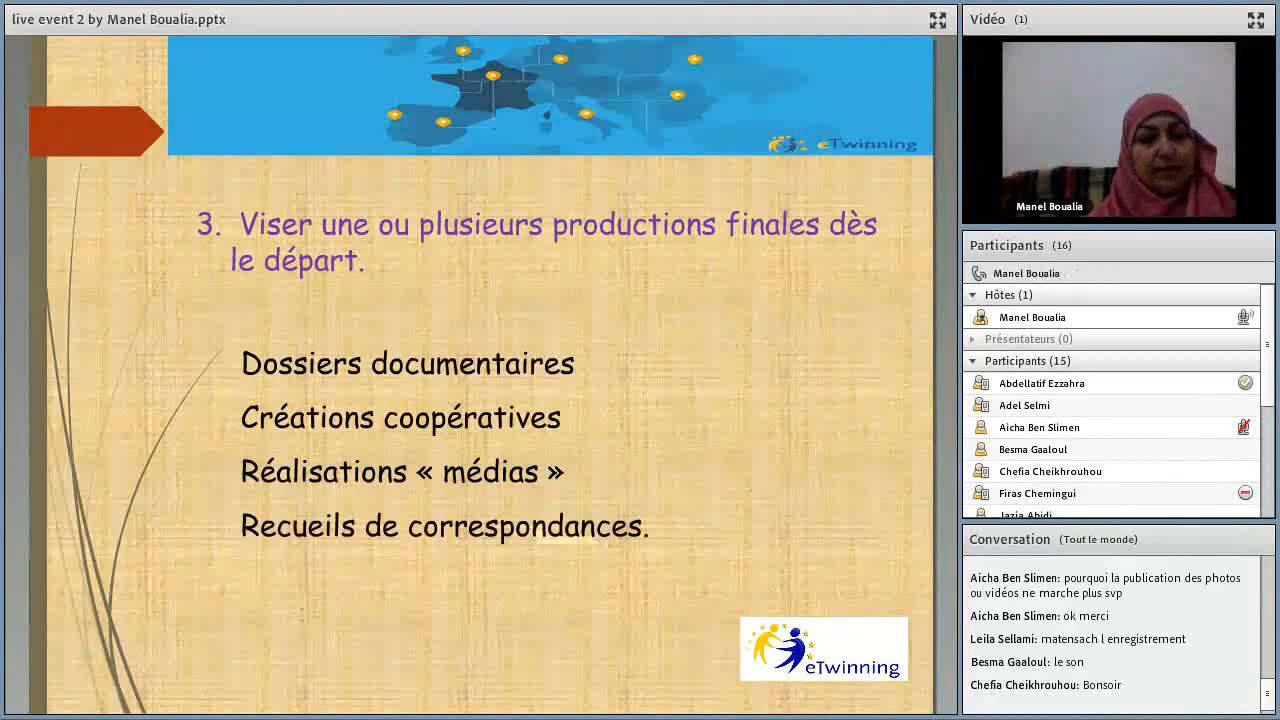 live event 2 by Manel Boualia.pptx
eTwinning
3. Viser une ou plusieurs productions finales dès
le départ.
Dossiers documentaires
Créations coopératives
Réalisations « médias »
Recueils de correspondances.
eTwinning
Vidéo (1)
Manel Boualia
Participants (16)
Manel Boualia
Hôtes (1)
Manel Boualia
Présentateurs (0)
Participants (15)
Abdellatif Ezzahra
Adel Selmi
Aicha Ben Slimen
Besma Gaaloul
Chefia Cheikhrouhou
Firas Chemingui
Jazia Abidi
Conversation (Tout le monde)
Aicha Ben Slimen: pourquoi la publication des photos
ou vidéos ne marche plus svp
Aicha Ben Slimen: ok merci
Leila Sellami: matensach l enregistrement
Besma Gaaloul: le son
Chefia Cheikhrouhou: Bonsoir